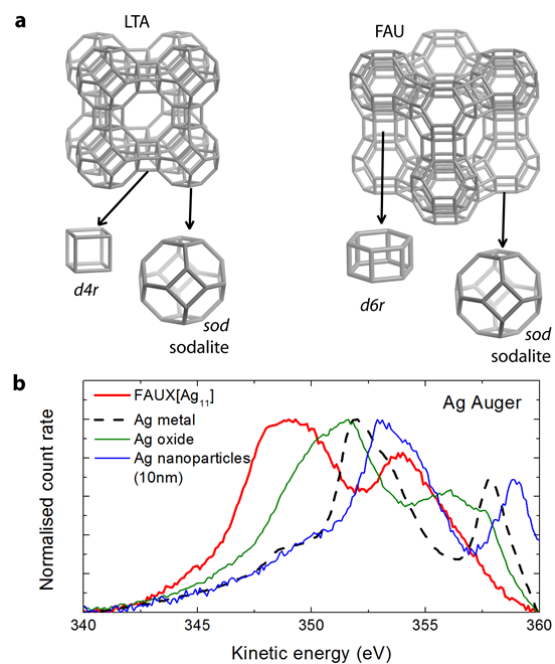 a
LTA
FAU
d4r
sod
sodalite
d6r
sod
sodalite
b
FAUX[Ag₁₁]
Ag metal
Ag oxide
Ag nanoparticles
(10nm)
Ag Auger
Normalised count rate
340 345 350 355 360
Kinetic energy (eV)